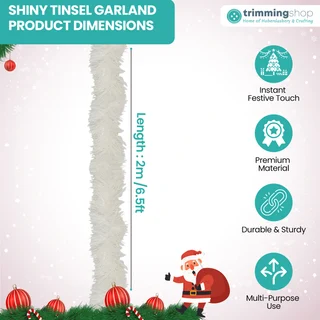 SHINY TINSEL GARLAND
PRODUCT DIMENSIONS
trimmingshop
Home of Haberdashery & Crafting
Length : 2m /6.5ft
Instant
Festive Touch
Premium
Material
Durable & Sturdy
Multi-Purpose
Use